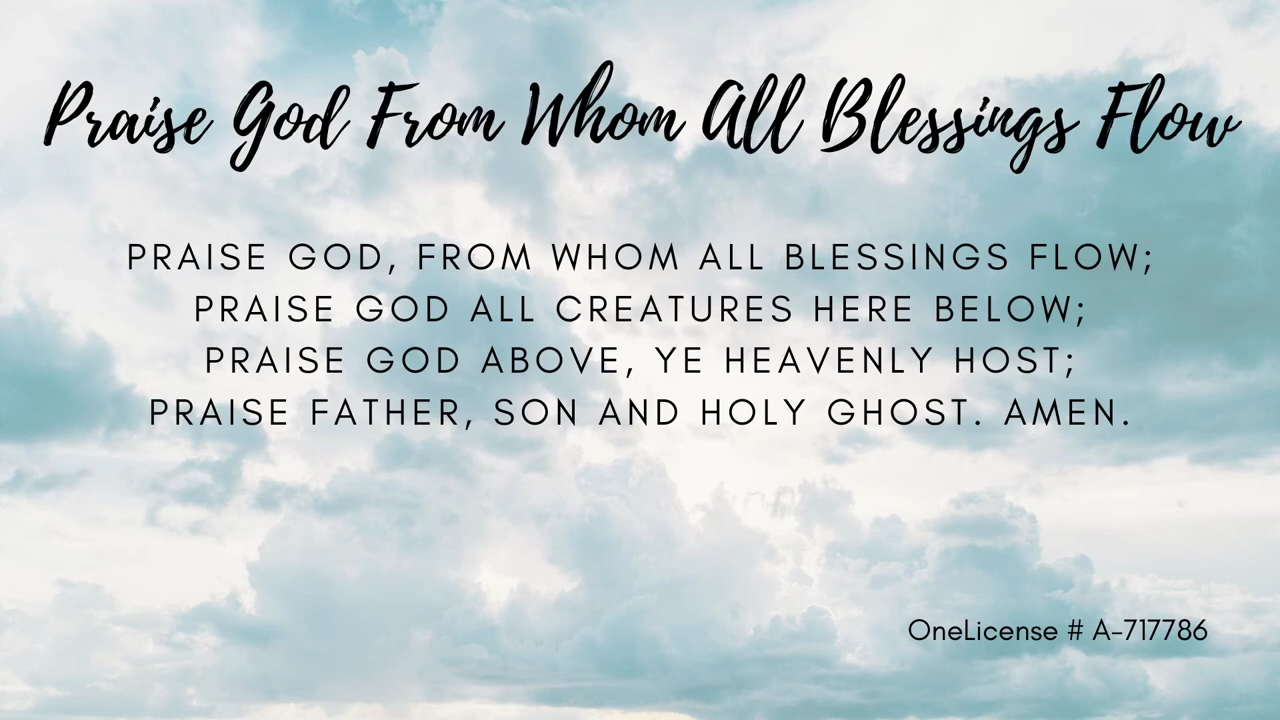 Praise God From Whom All Blessings Flow
PRAISE GOD, FROM WHOM ALL BLESSINGS FLOW;
PRAISE GOD ALL CREATURES HERE BELOW;
PRAISE GOD ABOVE, YE HEAVENLY HOST;
PRAISE FATHER, SON AND HOLY GHOST. AMEN.
OneLicense # A-717786